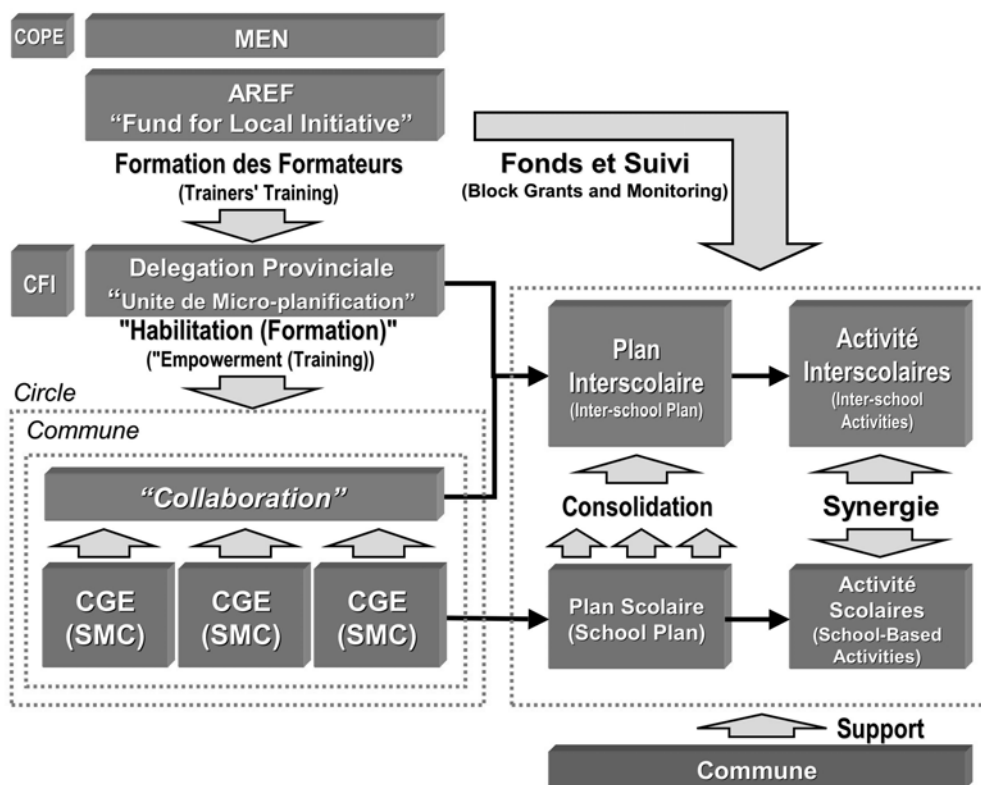 COPE
MEN
AREF
“Fund for Local Initiative”
Formation des Formateurs
(Trainers' Training)
Fonds et Suivi
(Block Grants and Monitoring)
CFI
Delegation Provinciale
“Unite de Micro-planification”
"Habilitation (Formation)"
("Empowerment (Training))
Circle
Commune
“Collaboration”
CGE
(SMC)
CGE
(SMC)
CGE
(SMC)
Plan
Interscolaire
(Inter-school Plan)
Activité
Interscolaires
(Inter-school
Activities)
Consolidation
Synergie
Plan Scolaire
(School Plan)
Activité
Scolaires
(School-Based
Activities)
Support
Commune